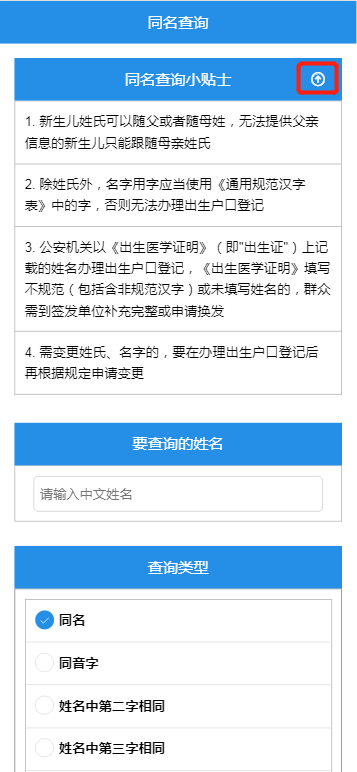 同名查询
同名查询小贴士
1. 新生儿姓氏可以随父或者随母姓，无法提供父亲
信息的新生儿只能跟随母亲姓氏
2. 除姓氏外，名字用字应当使用《通用规范汉字
表》中的字，否则无法办理出生户口登记
3. 公安机关以《出生医学证明》（即"出生证"）上记
载的姓名办理出生户口登记，《出生医学证明》填写
不规范（包括含非规范汉字）或未填写姓名的，群众
需到签发单位补充完整或申请换发
4. 需变更姓氏、名字的，要在办理出生户口登记后
再根据规定申请变更
要查询的姓名
请输入中文姓名
查询类型
同名
同音字
姓名中第二字相同
姓名中第三字相同